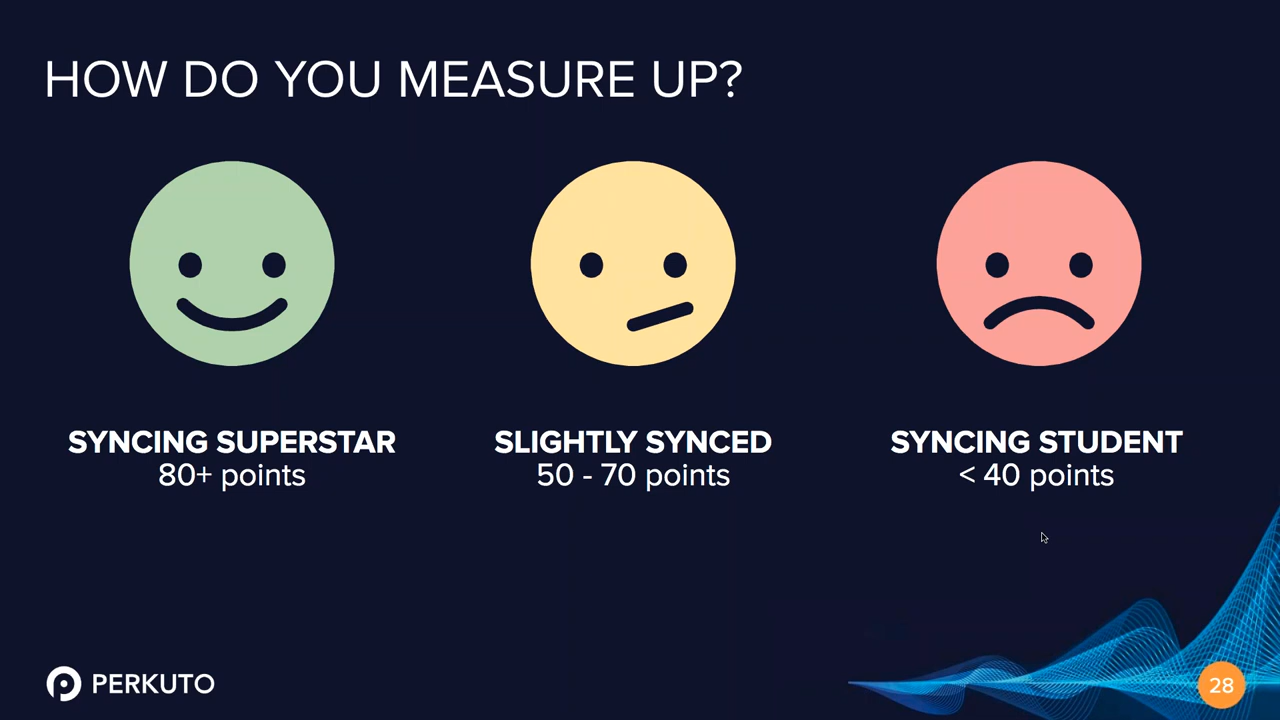 HOW DO YOU MEASURE UP?
SYNCING SUPERSTAR
80+ points
SLIGHTLY SYNCED
50 - 70 points
SYNCING STUDENT
< 40 points
PERKUTO
28